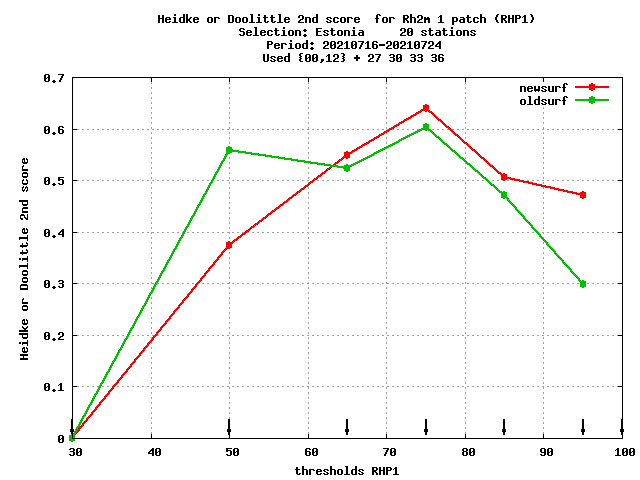 Heidke or Doolittle 2nd score  for Rh2m 1 patch (RHP1)
Selection: Estonia     20 stations
Period: 20210716-20210724
Used {00,12} + 27 30 33 36
newsurf
oldsurf
Heidke or Doolittle 2nd score
0.7
0.6
0.5
0.4
0.3
0.2
0.1
0
30 40 50 60 70 80 90 100
thresholds RHP1